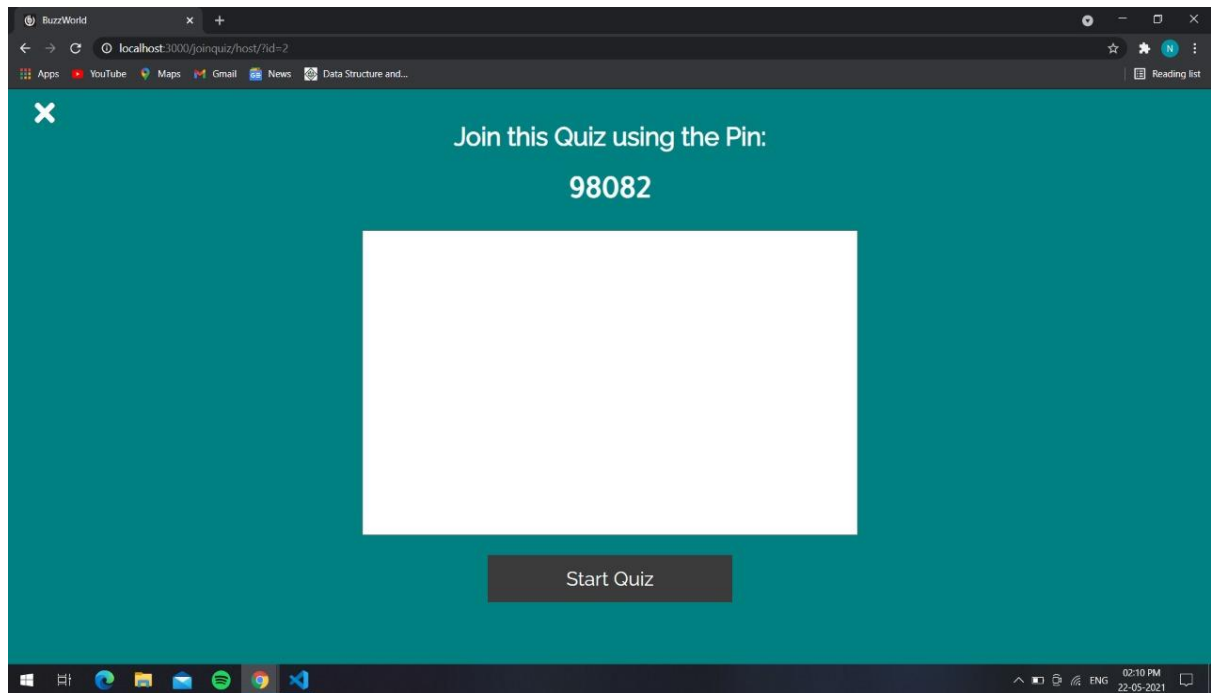 BuzzWorld
localhost:3000/joinquiz/host/?id=2
Apps YouTube Maps Gmail News Data Structure and... Reading list
Join this Quiz using the Pin:
98082
Start Quiz
ENG 02:10 PM
22-05-2021